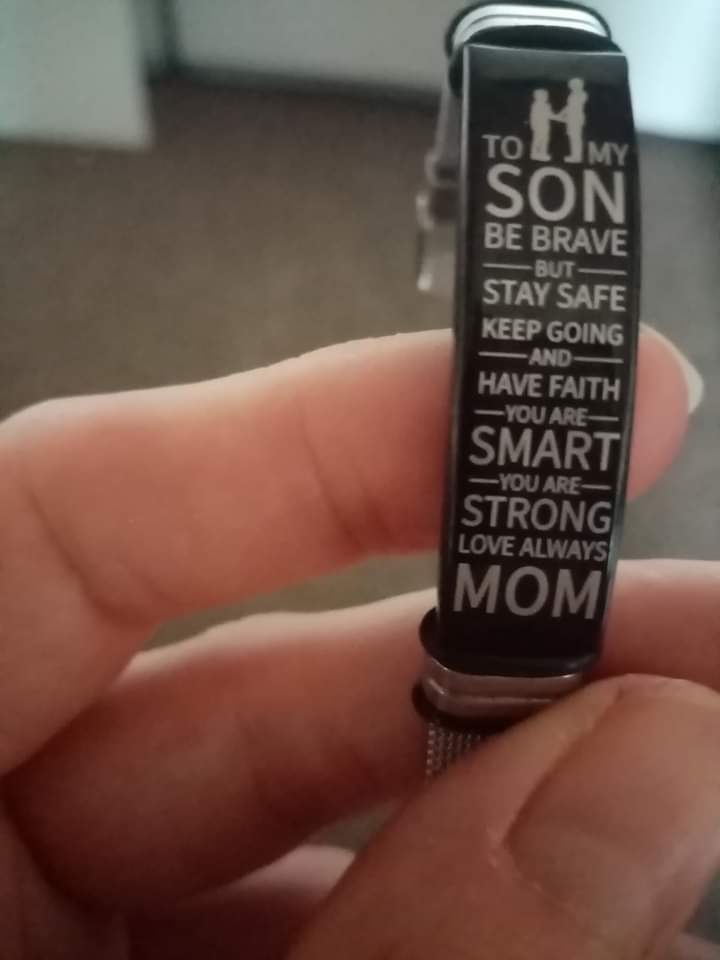 TO MY
SON
BE BRAVE
BUT
STAY SAFE
KEEP GOING
AND
HAVE FAITH
YOU ARE
SMART
YOU ARE
STRONG
LOVE ALWAYS
MOM